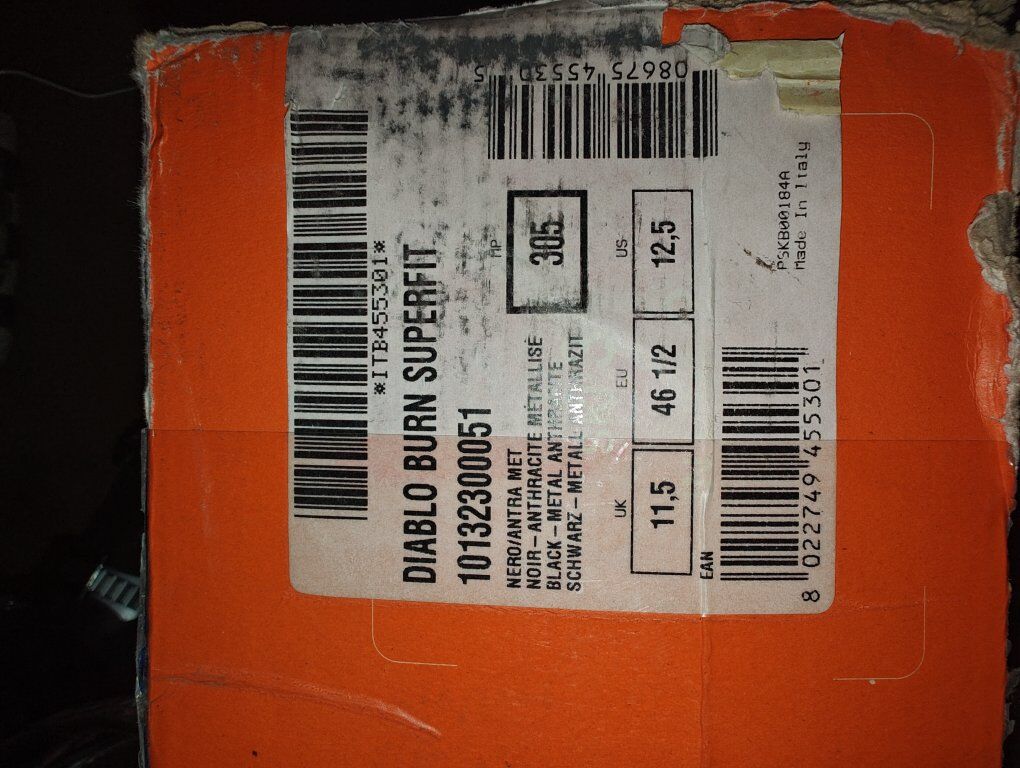 *ITB455301*
DIABLO BURN SUPERFIT
10132300051
NERO/ANTRA MET
NOIR-ANTHRACITE METALLISE
BLACK-METAL ANTHRACITE
SCHWARZ-METALL ANTHRAZIT
MP
305
UK EU US
11,5 46 1/2 12,5
EAN
8 022749 455301
PSKB00184A
Made In Italy
08675 45530 5